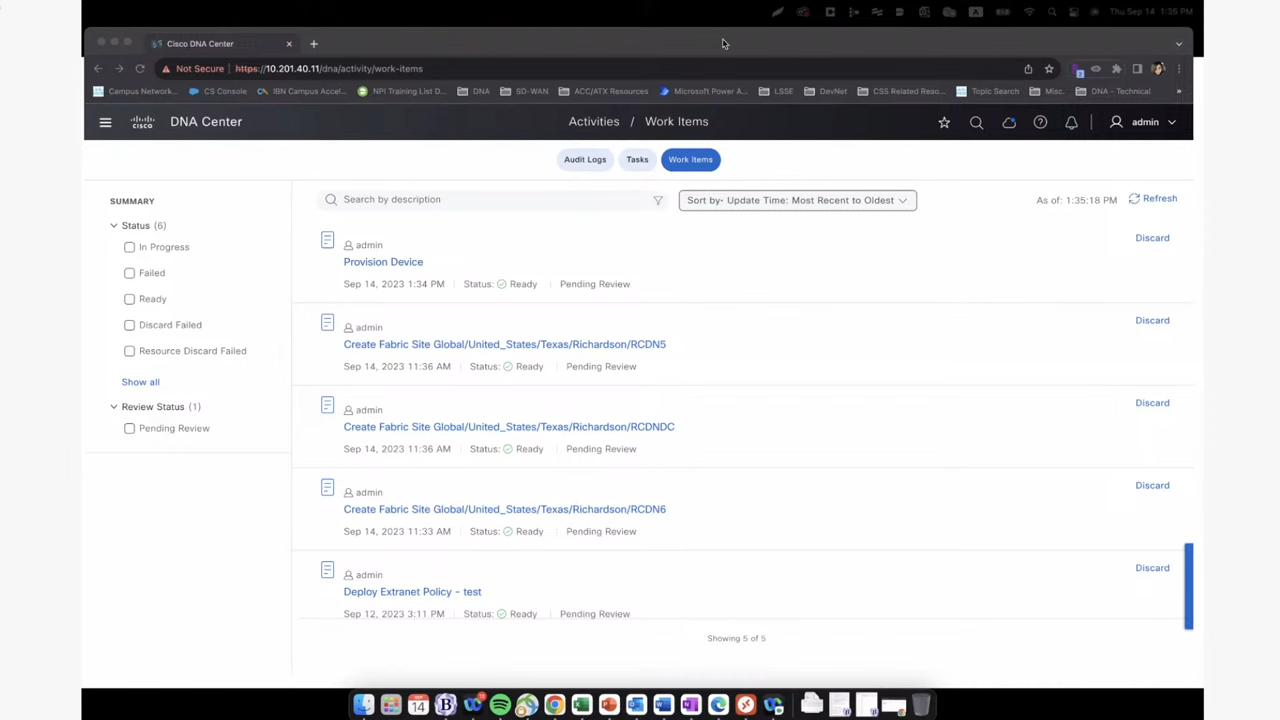 Thu Sep 14 1:35 PM
Cisco DNA Center
Not Secure https://10.201.40.11/dna/activity/work-items
Campus Network... CS Console IBN Campus Accel... NPI Training List D... DNA SD-WAN ACC/ATX Resources Microsoft Power A... LSSE DevNet CSS Related Reso... Topic Search Misc. DNA - Technical
cisco DNA Center Activities / Work Items admin
Audit Logs Tasks Work Items
SUMMARY
Status (6)
In Progress
Failed
Ready
Discard Failed
Resource Discard Failed
Show all
Review Status (1)
Pending Review
Search by description Sort by- Update Time: Most Recent to Oldest As of: 1:35:18 PM Refresh
admin Discard
Provision Device
Sep 14, 2023 1:34 PM Status: Ready Pending Review
admin Discard
Create Fabric Site Global/United_States/Texas/Richardson/RCDN5
Sep 14, 2023 11:36 AM Status: Ready Pending Review
admin Discard
Create Fabric Site Global/United_States/Texas/Richardson/RCDNDC
Sep 14, 2023 11:36 AM Status: Ready Pending Review
admin Discard
Create Fabric Site Global/United_States/Texas/Richardson/RCDN6
Sep 14, 2023 11:33 AM Status: Ready Pending Review
admin Discard
Deploy Extranet Policy - test
Sep 12, 2023 3:11 PM Status: Ready Pending Review
Showing 5 of 5
SEP
14